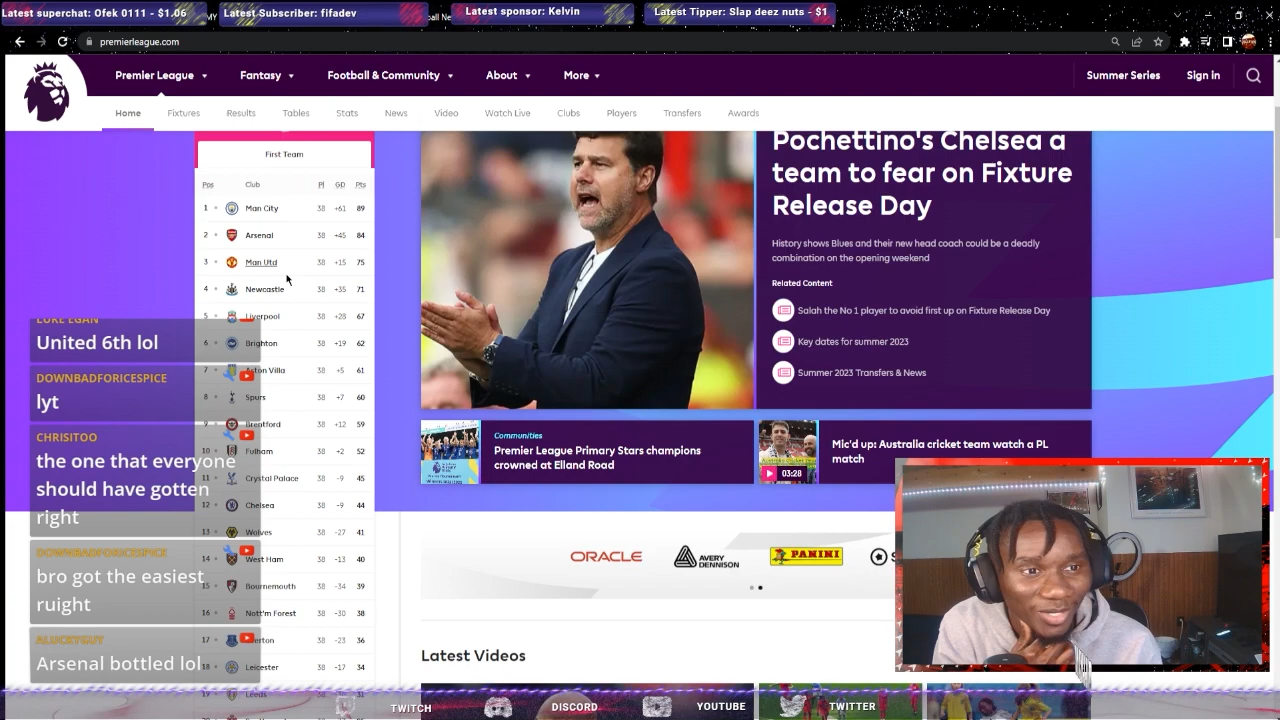 Latest superchat: Ofek 0111 - $1.06
Latest Subscriber: fifadev
Latest sponsor: Kelvin
Latest Tipper: Slap deez nuts - $1
premierleague.com
Premier League
Fantasy
Football & Community
About
More
Summer Series
Sign in
Home
Fixtures
Results
Tables
Stats
News
Video
Watch Live
Clubs
Players
Transfers
Awards
First Team
Pos Club Pl GD Pts
1 Man City 38 +61 89
2 Arsenal 38 +45 84
3 Man Utd 38 +15 75
4 Newcastle 38 +35 71
5 Liverpool 38 +28 67
6 Brighton 38 +19 62
7 Aston Villa 38 +5 61
8 Spurs 38 +7 60
9 Brentford 38 +12 59
10 Fulham 38 +2 52
11 Crystal Palace 38 -9 45
12 Chelsea 38 -9 44
13 Wolves 38 -27 41
14 West Ham 38 -13 40
15 Bournemouth 38 -34 39
16 Nott'm Forest 38 -30 38
17 Everton 38 -23 36
18 Leicester 38 -17 34
19 Leeds 38 31
Pochettino's Chelsea a
team to fear on Fixture
Release Day
History shows Blues and their new head coach could be a deadly
combination on the opening weekend
Related Content
Salah the No 1 player to avoid first up on Fixture Release Day
Key dates for summer 2023
Summer 2023 Transfers & News
Communities
Premier League Primary Stars champions
crowned at Elland Road
Mic'd up: Australia cricket team watch a PL
match
03:28
LUKE EGAN
United 6th lol
DOWNBADFORICESPICE
lyt
CHRISITOO
the one that everyone
should have gotten
right
DOWNBADFORICESPICE
bro got the easiest
ruight
ALUCKYGUY
Arsenal bottled lol
ORACLE
AVERY
DENNISON
PANINI
Latest Videos
TWITCH
DISCORD
YOUTUBE
TWITTER